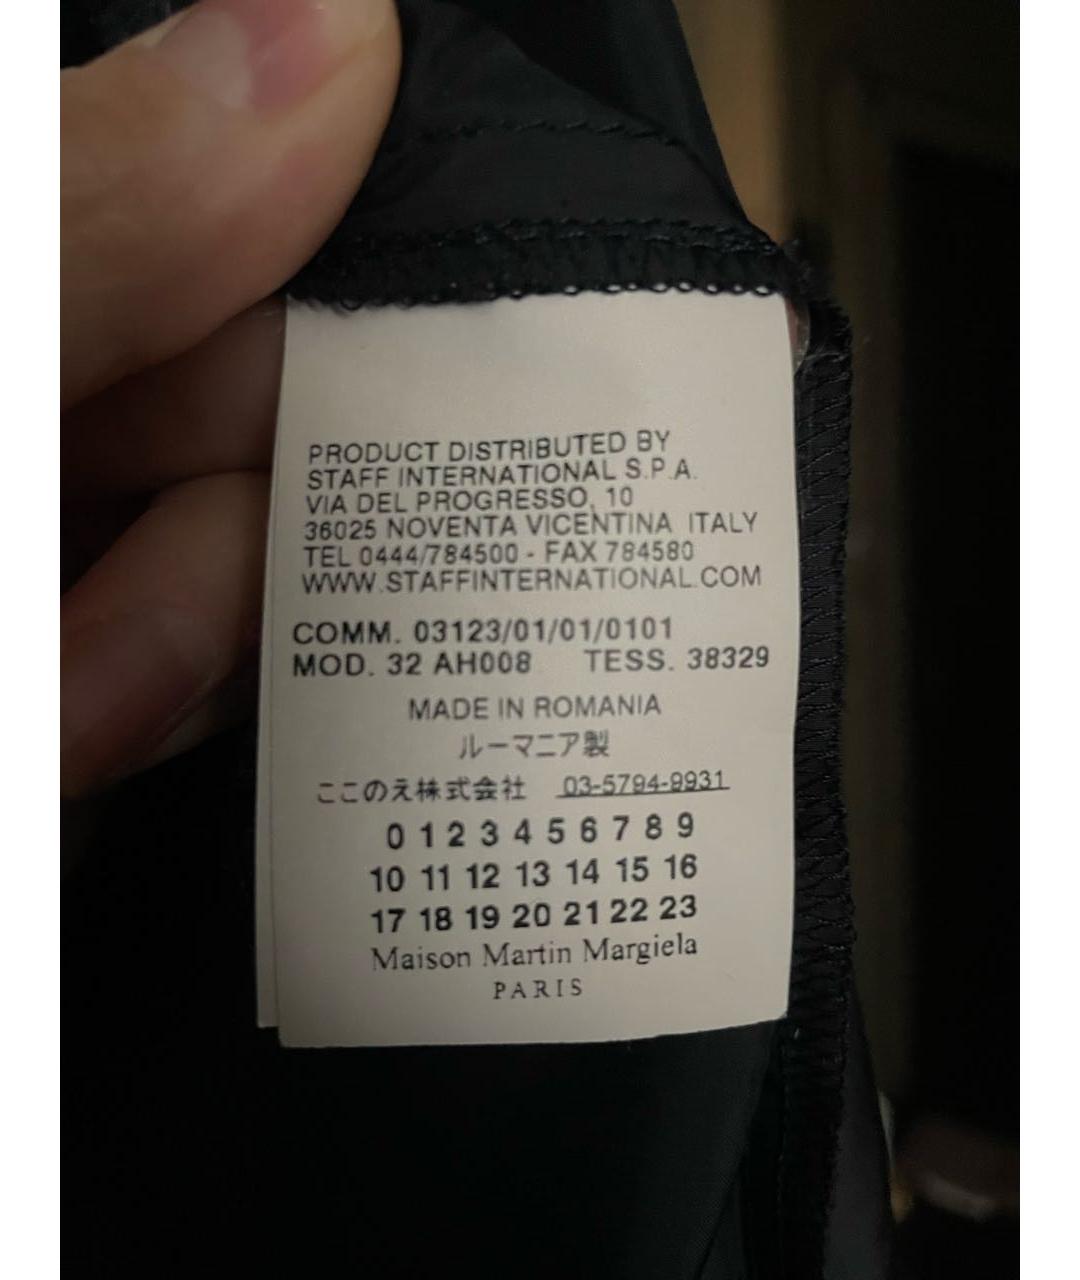 PRODUCT DISTRIBUTED BY
STAFF INTERNATIONAL S.P.A.
VIA DEL PROGRESSO, 10
36025 NOVENTA VICENTINA ITALY
TEL 0444/784500 - FAX 784580
WWW.STAFFINTERNATIONAL.COM
COMM. 03123/01/01/0101
MOD. 32 AH008 TESS. 38329
MADE IN ROMANIA
ルーマニア製
ここのえ株式会社 03-5794-9931
0 1 2 3 4 5 6 7 8 9
10 11 12 13 14 15 16
17 18 19 20 21 22 23
Maison Martin Margiela
PARIS